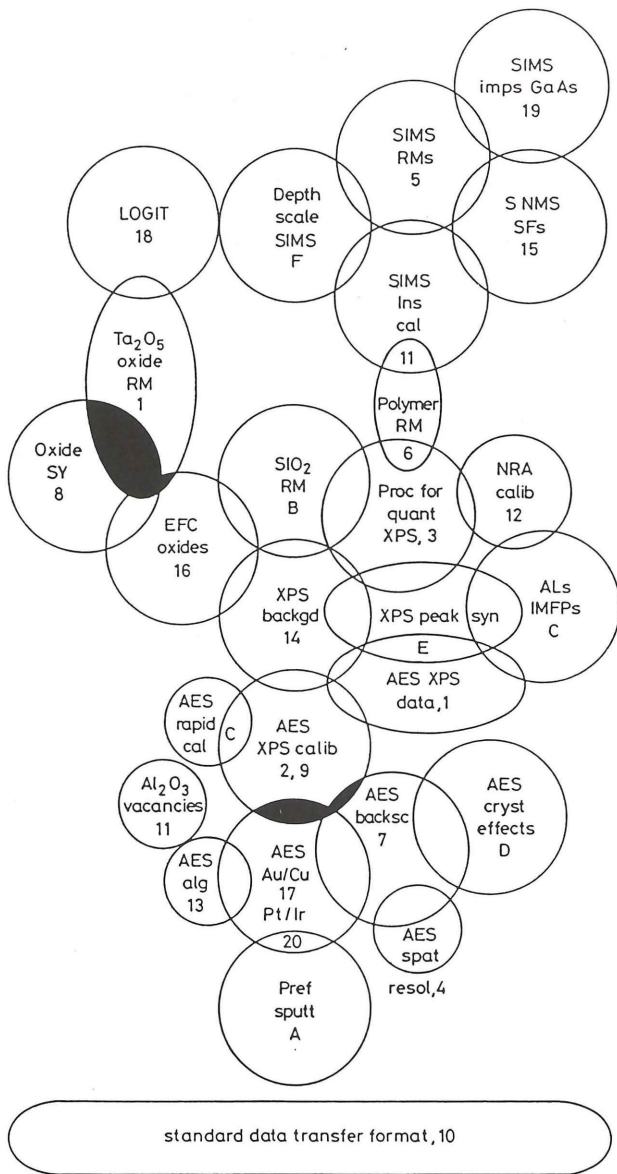 SIMS
imps GaAs
19
SIMS
RMs
5
Depth
scale
SIMS
F
S NMS
SFs
15
LOGIT
18
SIMS
Ins
cal
11
Ta₂O₅
oxide
RM
1
Polymer
RM
6
Oxide
SY
8
SIO₂
RM
B
Proc for
quant
XPS, 3
NRA
calib
12
EFC
oxides
16
XPS
backgd
14
XPS peak syn
E
ALs
IMFPs
C
AES XPS
data, 1
AES
rapid
cal
C
AES
XPS calib
2, 9
Al₂O₃
vacancies
11
AES
backsc
7
AES
cryst
effects
D
AES
alg
13
AES
Au/Cu
17
Pt/Ir
20
AES
spat
resol, 4
Pref
sputt
A
standard data transfer format, 10